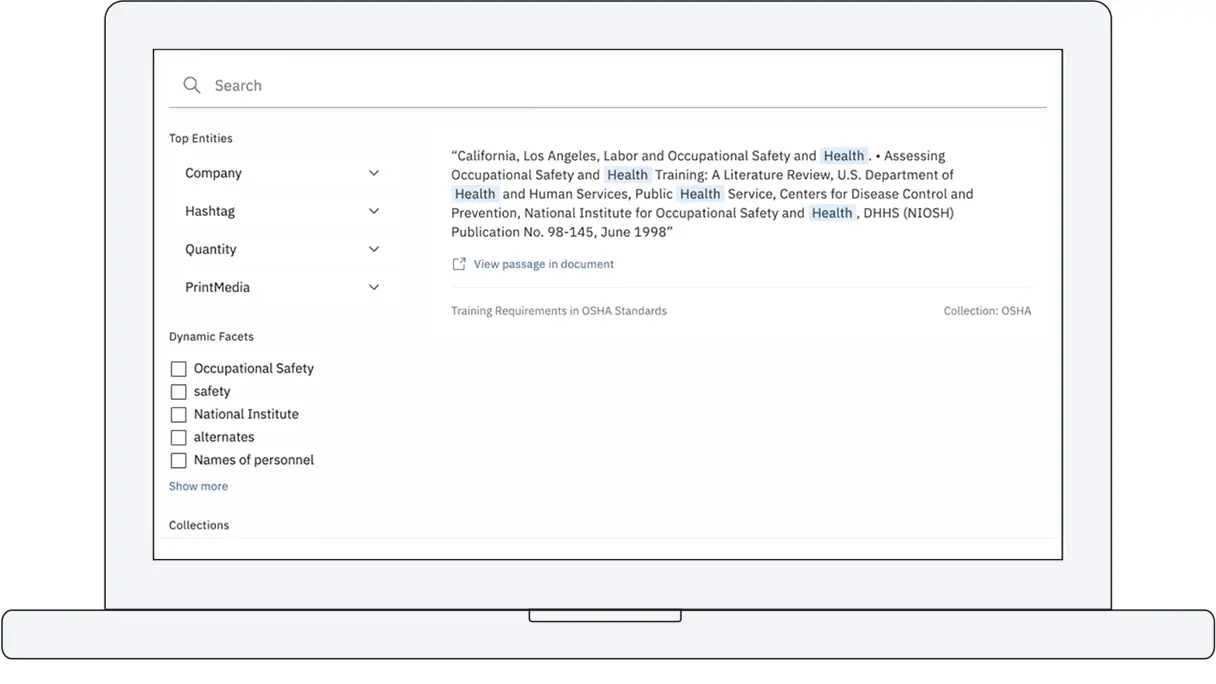 Search
Top Entities
Company
Hashtag
Quantity
PrintMedia
Dynamic Facets
Occupational Safety
safety
National Institute
alternates
Names of personnel
Show more
Collections
“California, Los Angeles, Labor and Occupational Safety and Health . • Assessing
Occupational Safety and Health Training: A Literature Review, U.S. Department of
Health and Human Services, Public Health Service, Centers for Disease Control and
Prevention, National Institute for Occupational Safety and Health , DHHS (NIOSH)
Publication No. 98-145, June 1998”
View passage in document
Training Requirements in OSHA Standards
Collection: OSHA